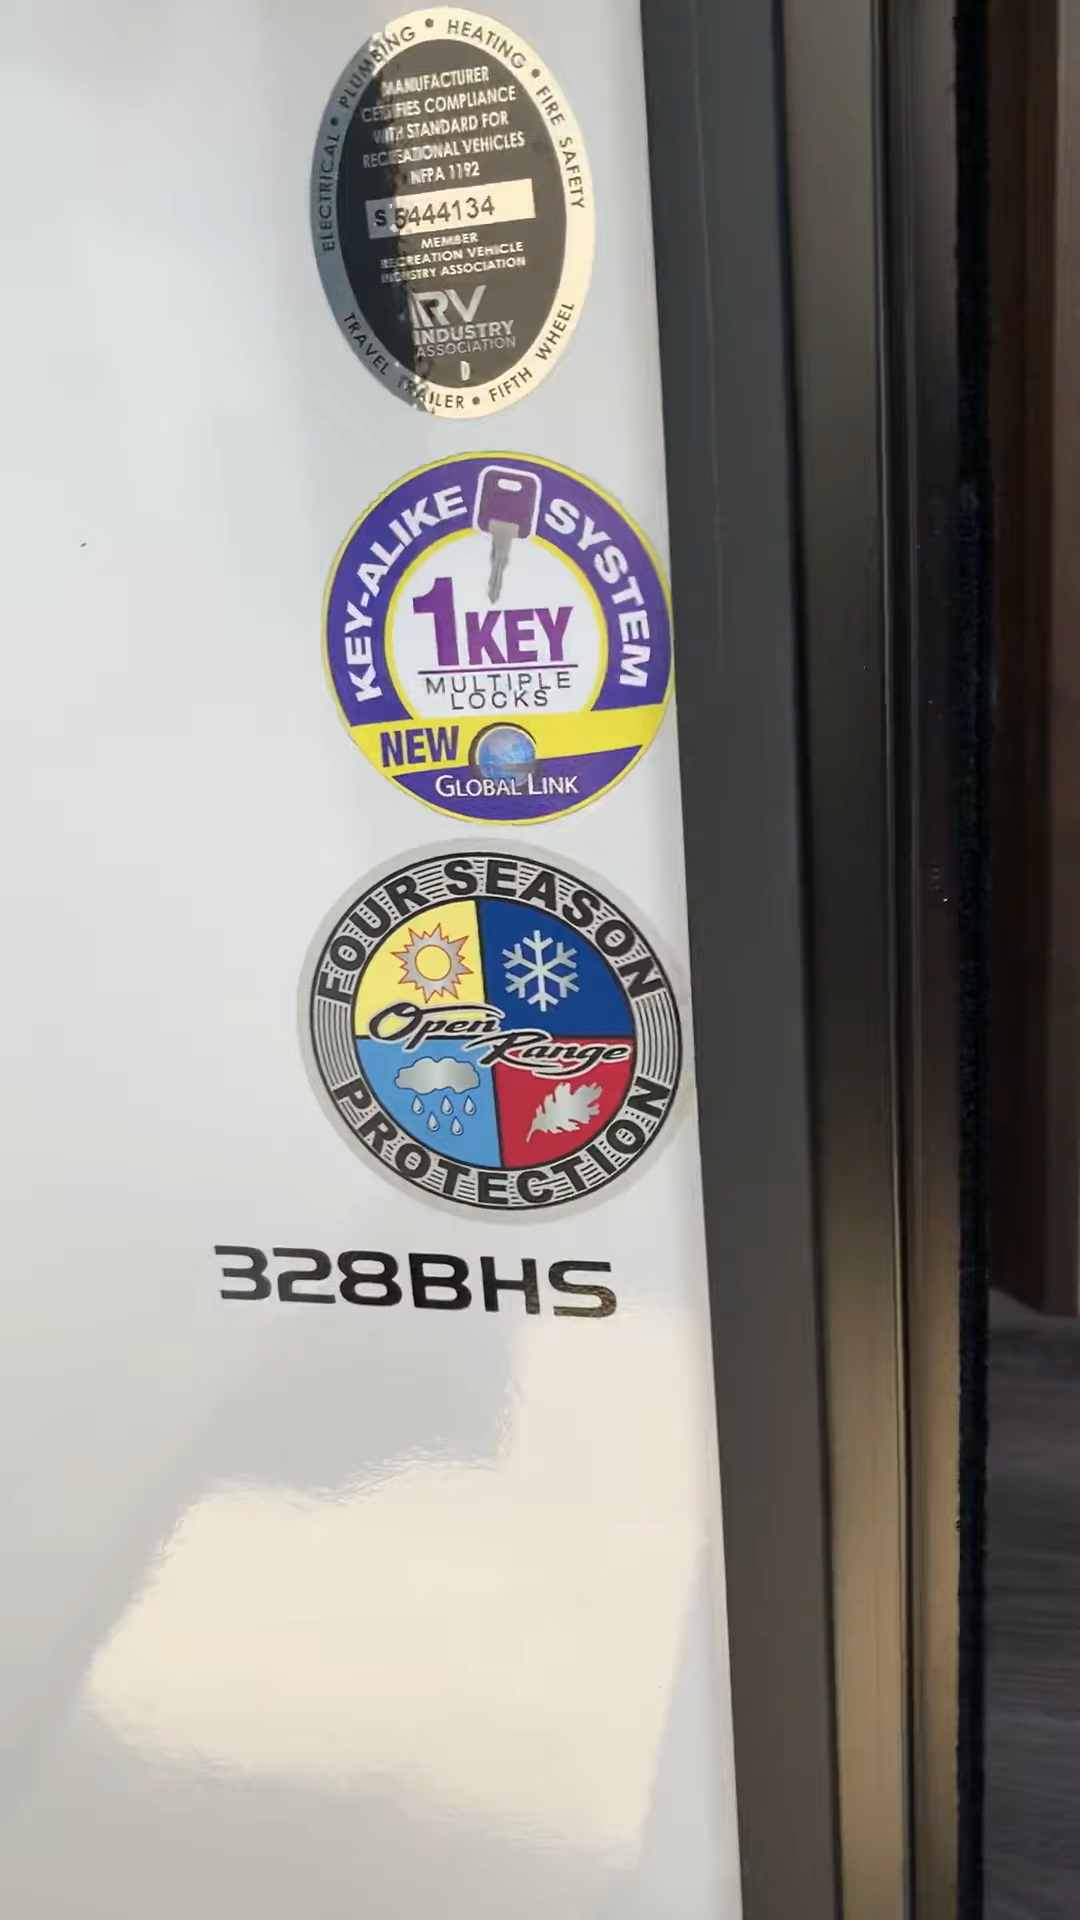 ELECTRICAL • PLUMBING • HEATING • FIRE SAFETY
MANUFACTURER
CERTIFIES COMPLIANCE
WITH STANDARD FOR
RECREATIONAL VEHICLES
NFPA 1192
S 5444134
MEMBER
RECREATION VEHICLE
INDUSTRY ASSOCIATION
RV
INDUSTRY
ASSOCIATION
D
TRAVEL TRAILER • FIFTH WHEEL
KEY-ALIKE SYSTEM
1 KEY
MULTIPLE
LOCKS
NEW
GLOBAL LINK
FOUR SEASON
Open Range
PROTECTION
328BHS